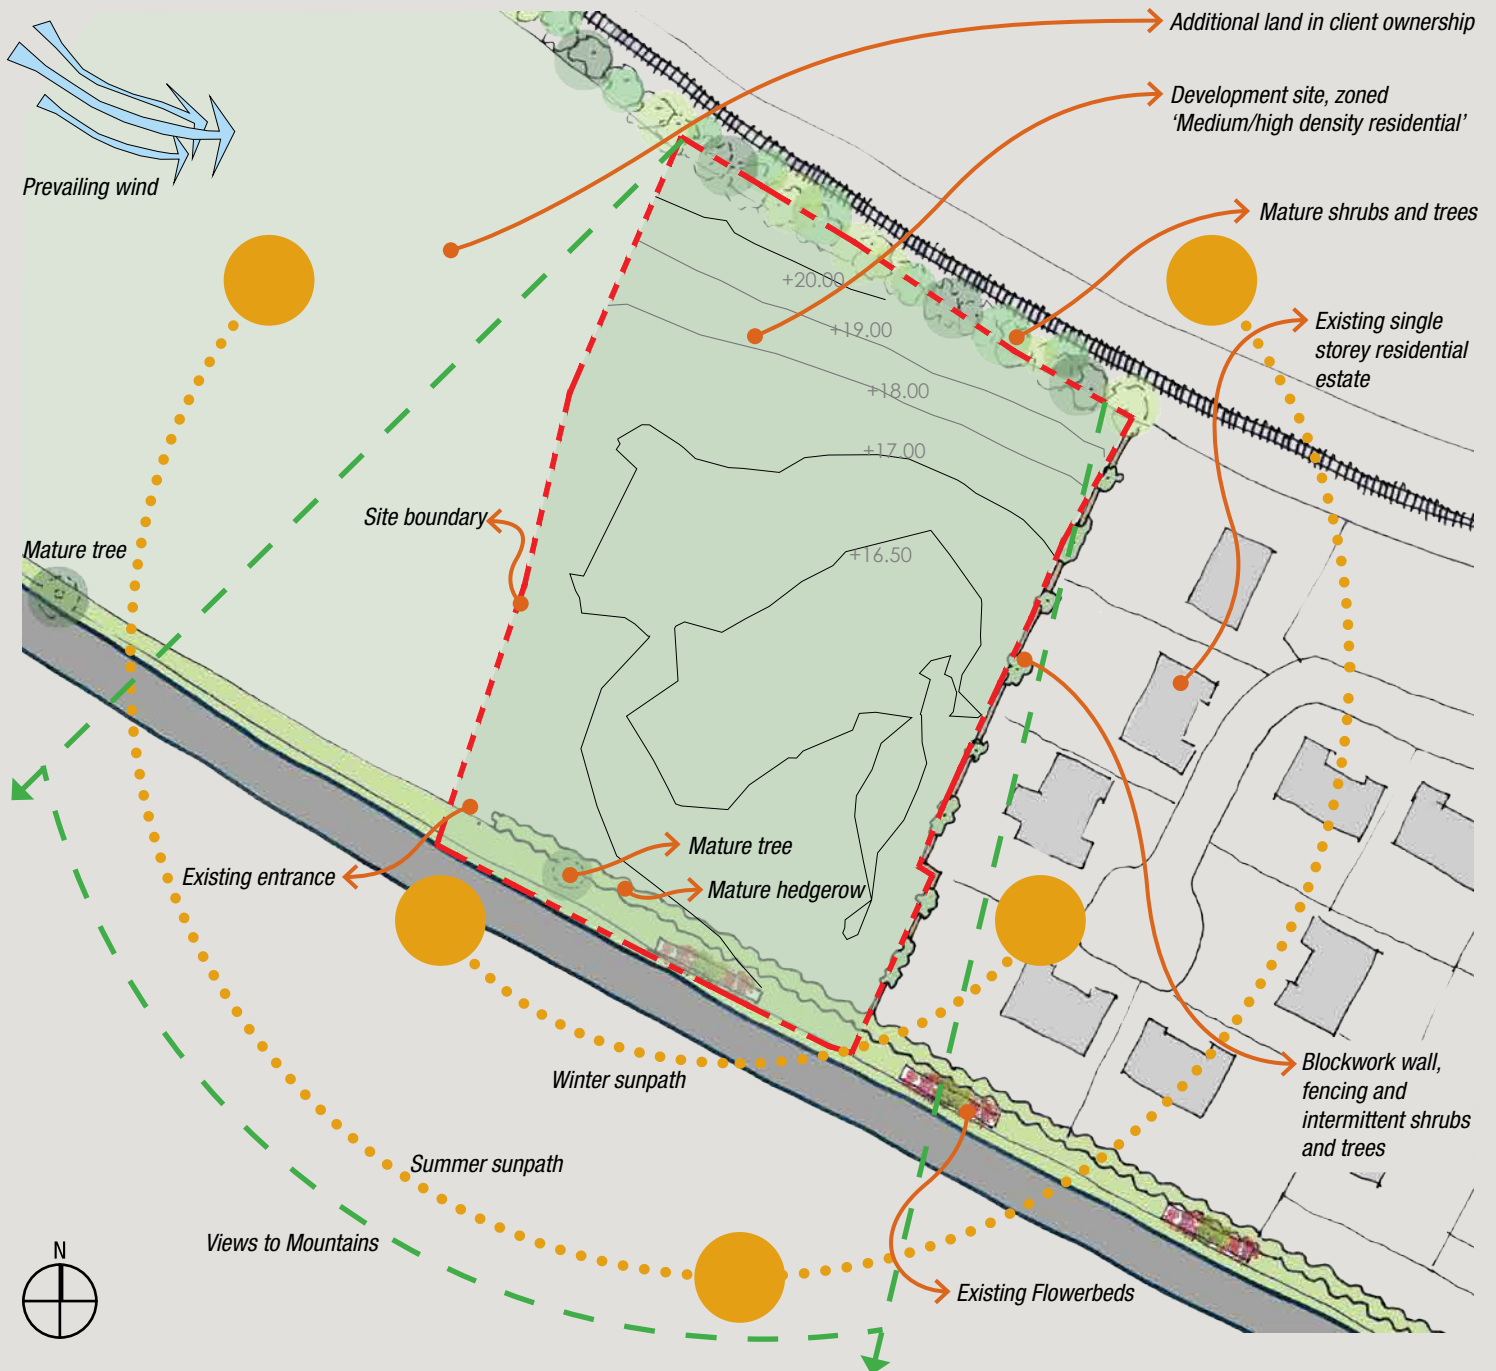 Additional land in client ownership
Development site, zoned
‘Medium/high density residential’
Prevailing wind
Mature shrubs and trees
+20.00
Existing single
storey residential
estate
+19.00
+18.00
+17.00
Site boundary
Mature tree
+16.50
Mature tree
Existing entrance
Mature hedgerow
Blockwork wall,
fencing and
intermittent shrubs
and trees
Winter sunpath
Summer sunpath
Views to Mountains
N
Existing Flowerbeds